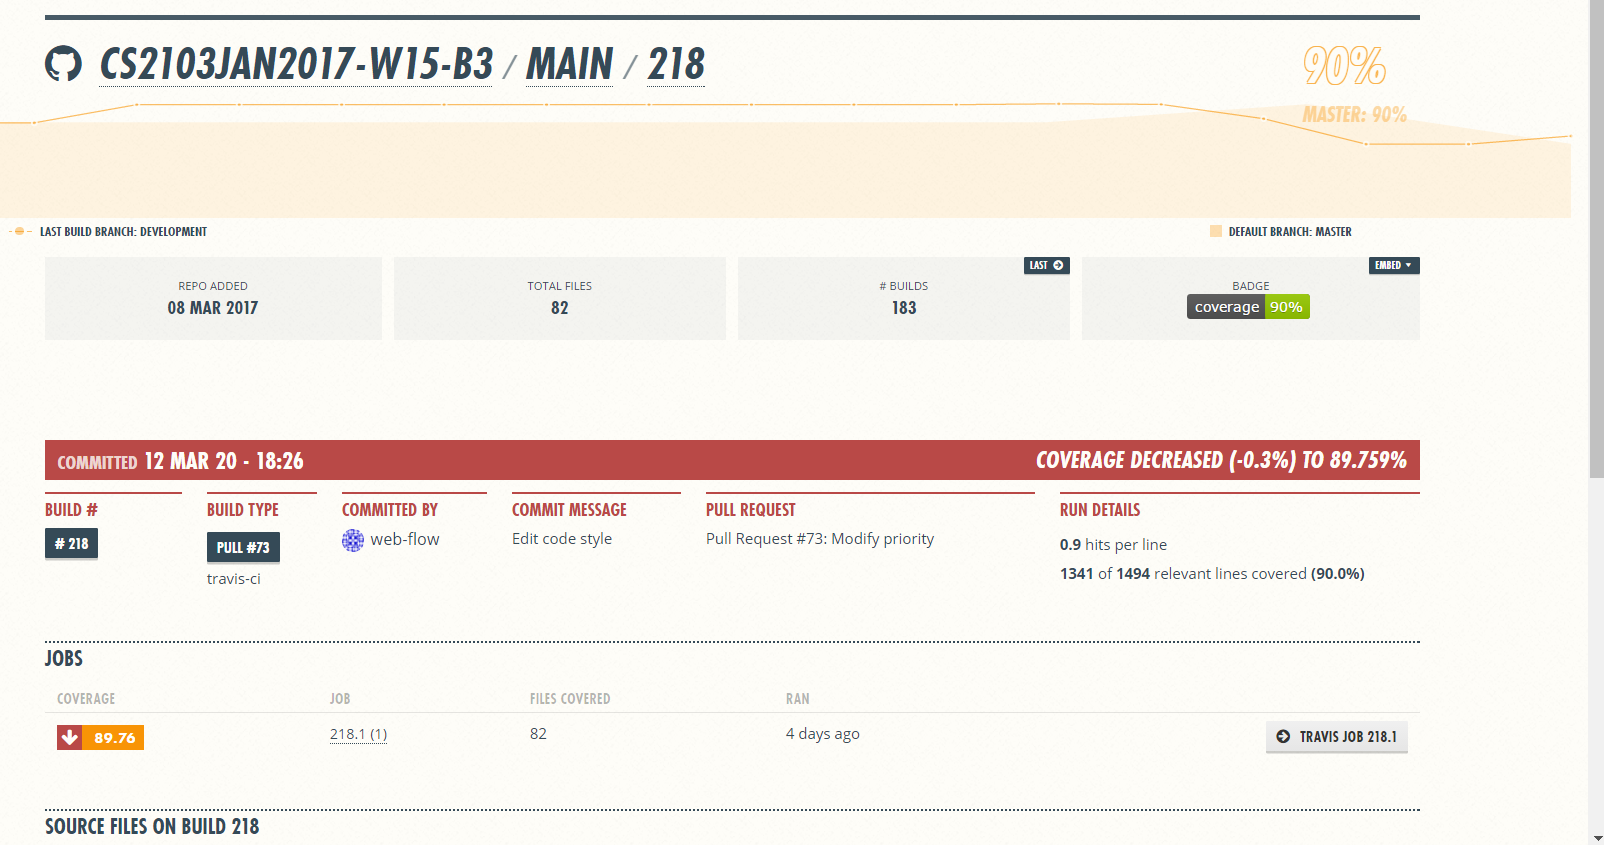 CS2103JAN2017-W15-B3 / MAIN / 218
90%
MASTER: 90%
LAST BUILD BRANCH: DEVELOPMENT
DEFAULT BRANCH: MASTER
REPO ADDED
08 MAR 2017
TOTAL FILES
82
LAST
# BUILDS
183
EMBED
BADGE
coverage 90%
COMMITTED 12 MAR 20 - 18:26
COVERAGE DECREASED (-0.3%) TO 89.759%
BUILD #
# 218
BUILD TYPE
PULL #73
travis-ci
COMMITTED BY
web-flow
COMMIT MESSAGE
Edit code style
PULL REQUEST
Pull Request #73: Modify priority
RUN DETAILS
0.9 hits per line
1341 of 1494 relevant lines covered (90.0%)
JOBS
COVERAGE JOB FILES COVERED RAN
89.76 218.1 (1) 82 4 days ago TRAVIS JOB 218.1
SOURCE FILES ON BUILD 218